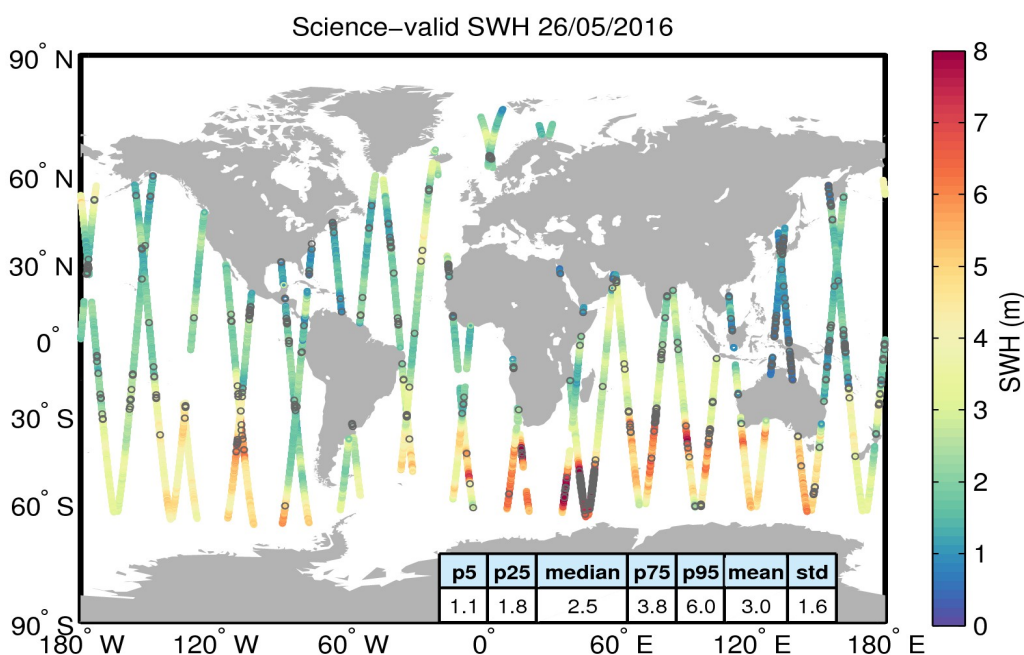 Science−valid SWH 26/05/2016
90° N
60° N
30° N
0°
30° S
60° S
90° S
180° W
120° W
60° W
0°
60° E
120° E
180° E
p5 p25 median p75 p95 mean std
1.1 1.8 2.5 3.8 6.0 3.0 1.6
8
7
6
5
4
3
2
1
0
SWH (m)